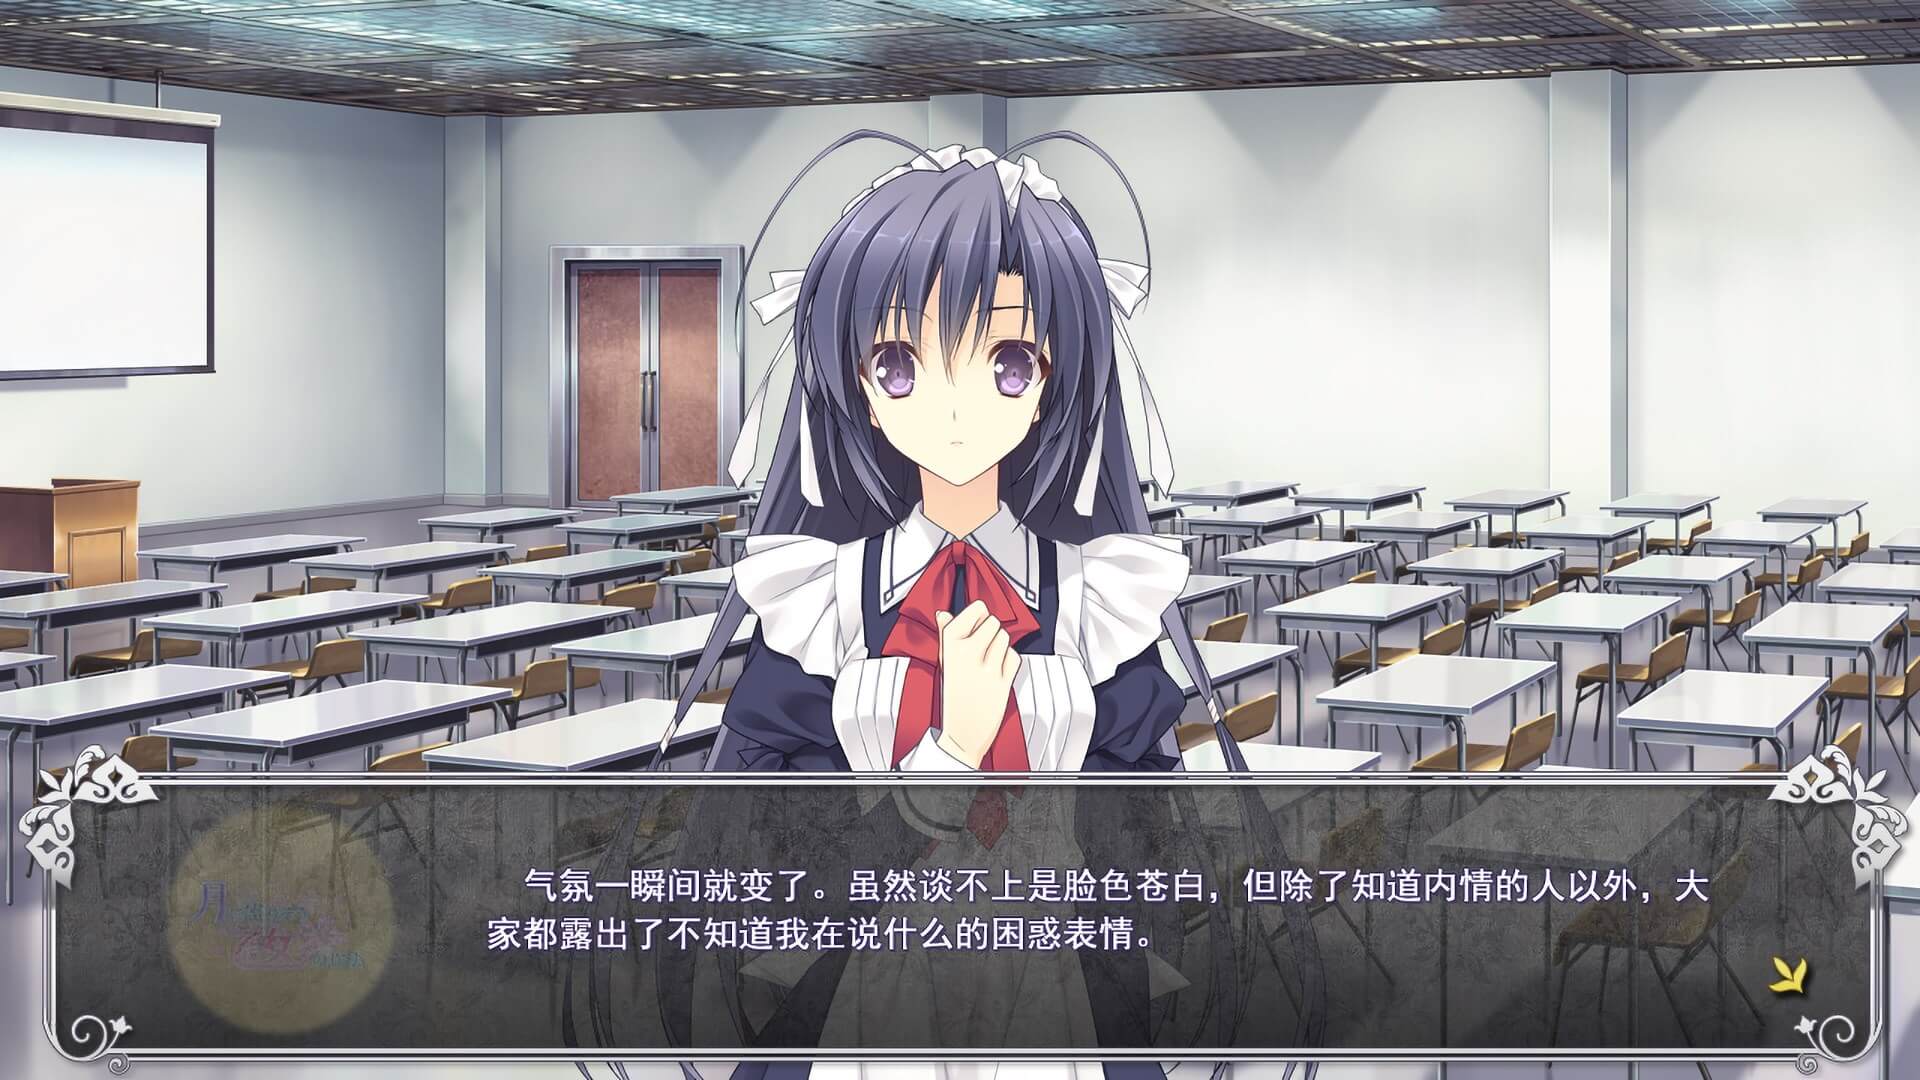 气氛一瞬间就变了。虽然谈不上是脸色苍白，但除了知道内情的人以外，大
家都露出了不知道我在说什么的困惑表情。